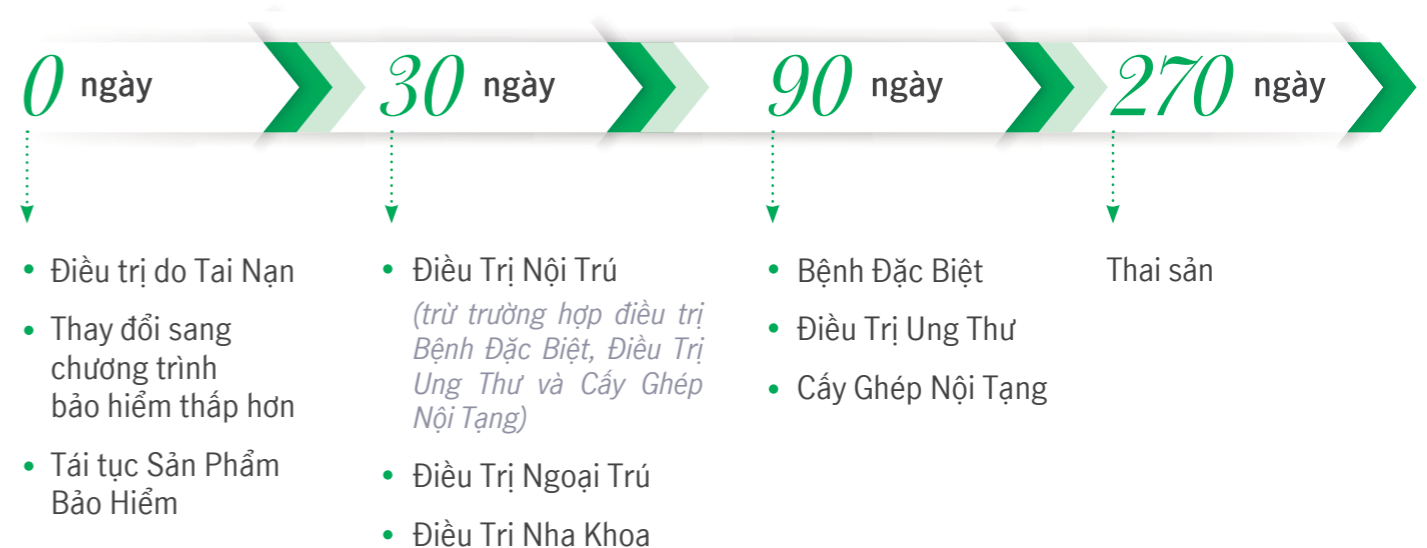 0 ngày
30 ngày
90 ngày
270 ngày
• Điều trị do Tai Nạn
• Thay đổi sang
chương trình
bảo hiểm thấp hơn
• Tái tục Sản Phẩm
Bảo Hiểm
• Điều Trị Nội Trú
(trừ trường hợp điều trị
Bệnh Đặc Biệt, Điều Trị
Ung Thư và Cấy Ghép
Nội Tạng)
• Điều Trị Ngoại Trú
• Điều Trị Nha Khoa
• Bệnh Đặc Biệt
• Điều Trị Ung Thư
• Cấy Ghép Nội Tạng
Thai sản